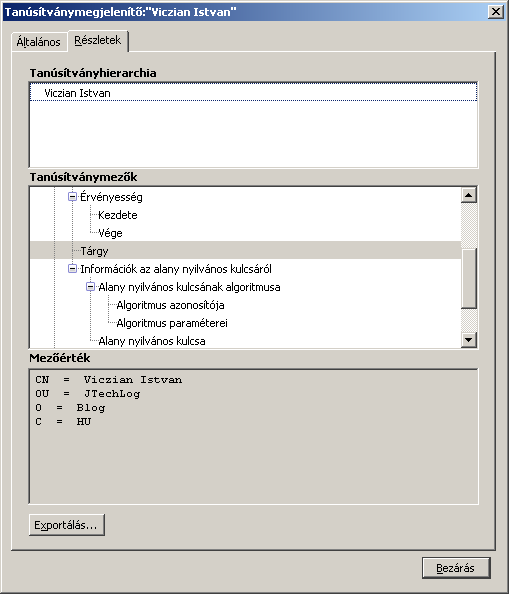 Tanúsítványmegjelenítő:"Viczian Istvan"
Általános
Részletek
Tanúsítványhierarchia
Viczian Istvan
Tanúsítványmezők
Érvényesség
Kezdete
Vége
Tárgy
Információk az alany nyilvános kulcsáról
Alany nyilvános kulcsának algoritmusa
Algoritmus azonosítója
Algoritmus paraméterei
Alany nyilvános kulcsa
Mezőérték
CN = Viczian Istvan
OU = JTechLog
O = Blog
C = HU
Exportálás...
Bezárás